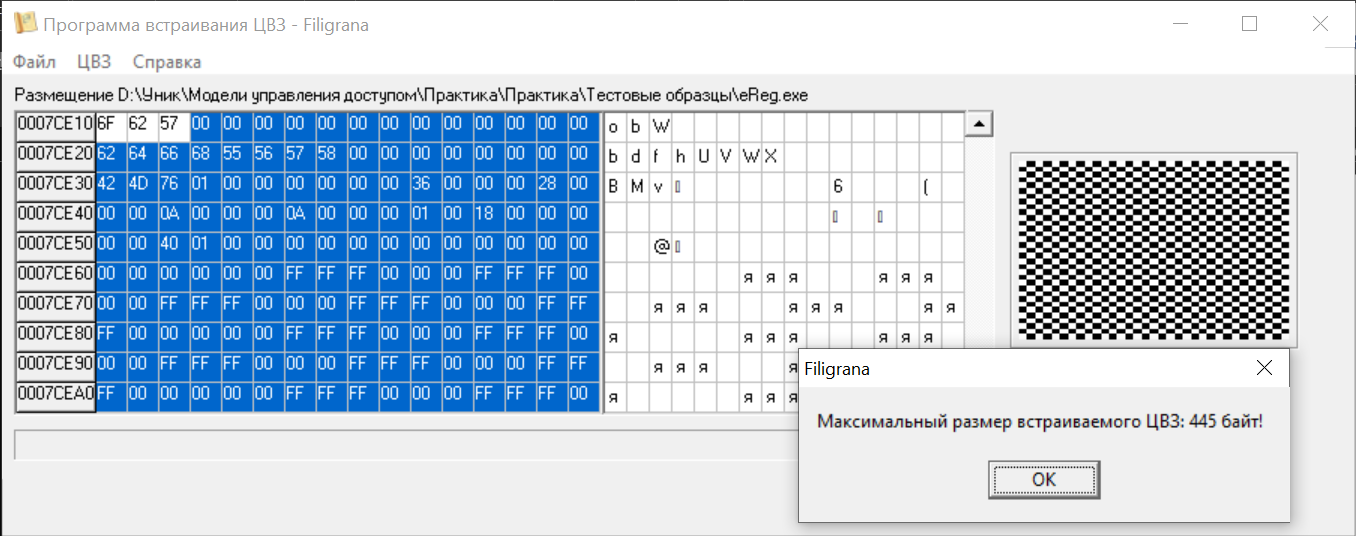 Программа встраивания ЦВЗ - Filigrana
Файл ЦВЗ Справка
Размещение D:\Уник\Модели управления доступом\Практика\Практика\Тестовые образцы\eReg.exe
0007CE10 6F 62 57 00 00 00 00 00 00 00 00 00 00 00 00 00 o b W
0007CE20 62 64 66 68 55 56 57 58 00 00 00 00 00 00 00 00 b d f h U V W X
0007CE30 42 4D 76 01 00 00 00 00 00 00 36 00 00 00 28 00 B M v 6 (
0007CE40 00 00 0A 00 00 00 0A 00 00 00 01 00 18 00 00 00
0007CE50 00 00 40 01 00 00 00 00 00 00 00 00 00 00 00 00 @
0007CE60 00 00 00 00 00 00 FF FF FF 00 00 00 FF FF FF 00 я я я я я я
0007CE70 00 00 FF FF FF 00 00 00 FF FF FF 00 00 00 FF FF я я я я я я я я
0007CE80 FF 00 00 00 00 00 FF FF FF 00 00 00 FF FF FF 00 я я я я я я я
0007CE90 00 00 FF FF FF 00 00 00 FF FF FF 00 00 00 FF FF я я я я
0007CEA0 FF 00 00 00 00 00 FF FF FF 00 00 00 FF FF FF 00 я я я я
Filigrana
Максимальный размер встраиваемого ЦВЗ: 445 байт!
OK